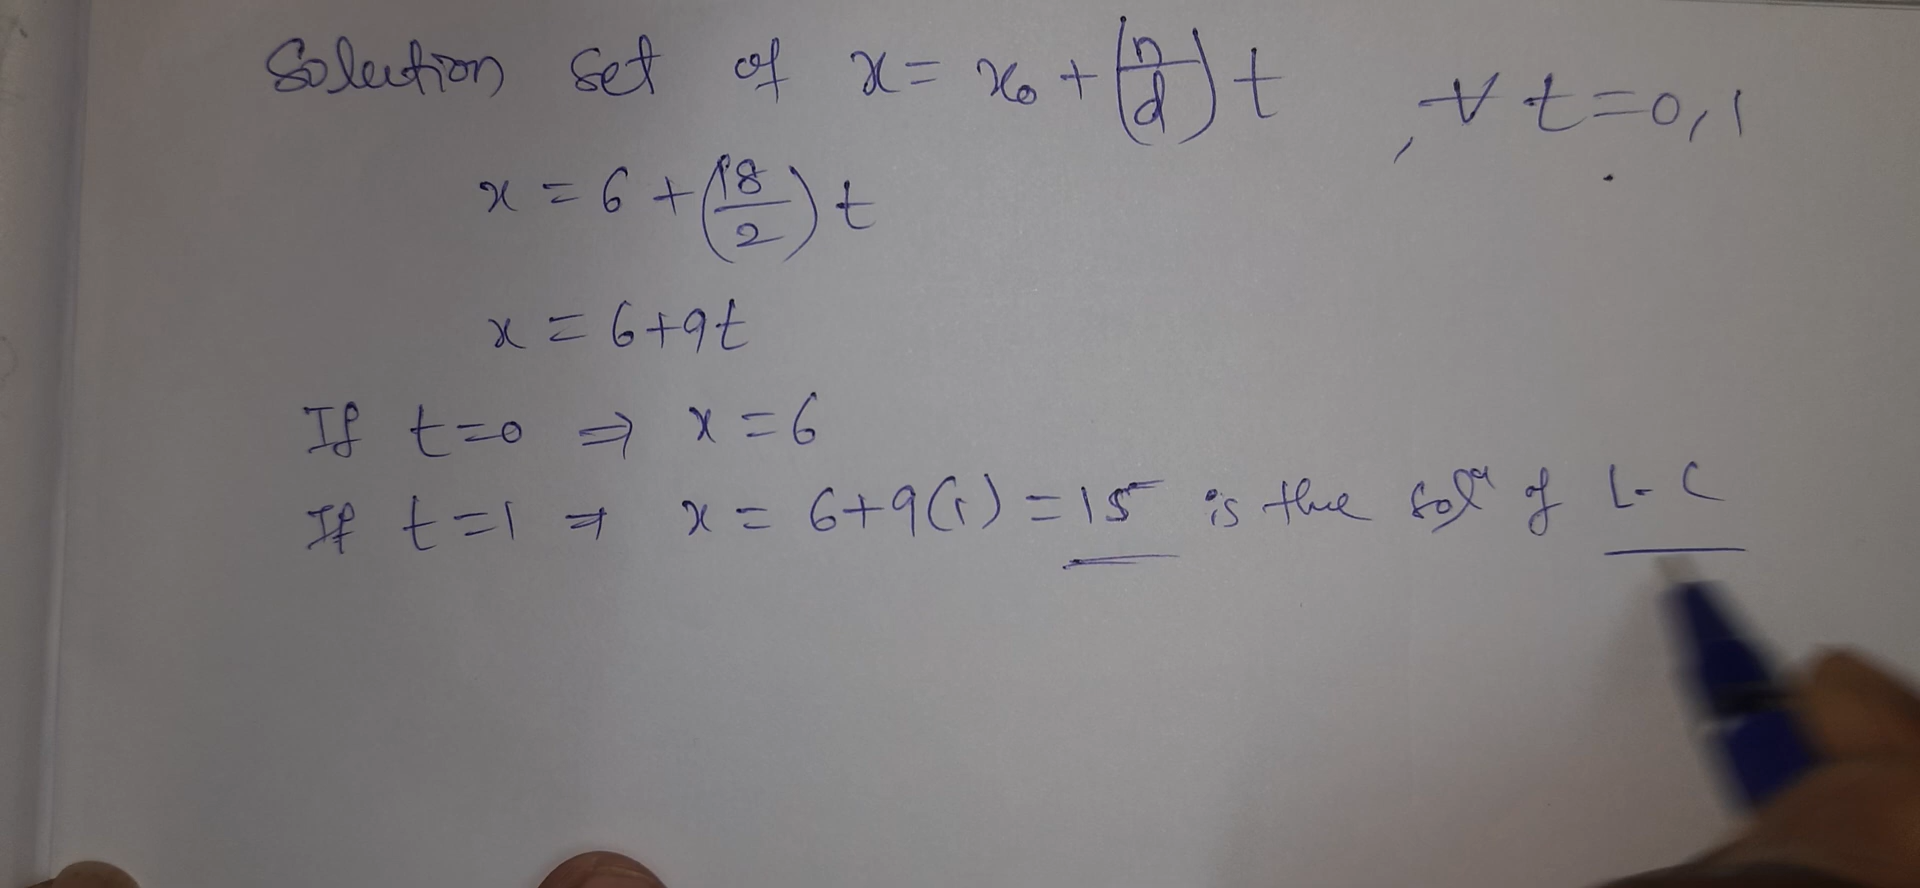 Solution set of x = x₀ + (n/d) t , ∀ t = 0, 1
x = 6 + (18/2) t
x = 6 + 9t
If t = 0 ⇒ x = 6
If t = 1 ⇒ x = 6 + 9(1) = 15 is the solⁿ of L-C